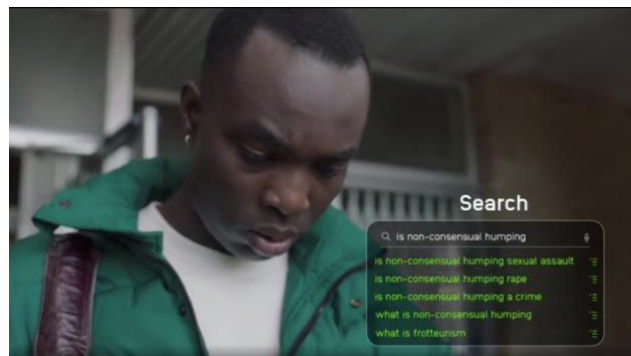 Search
is non-consensual humping
is non-consensual humping sexual assault
is non-consensual humping rape
is non-consensual humping a crime
what is non-consensual humping
what is frotteurism